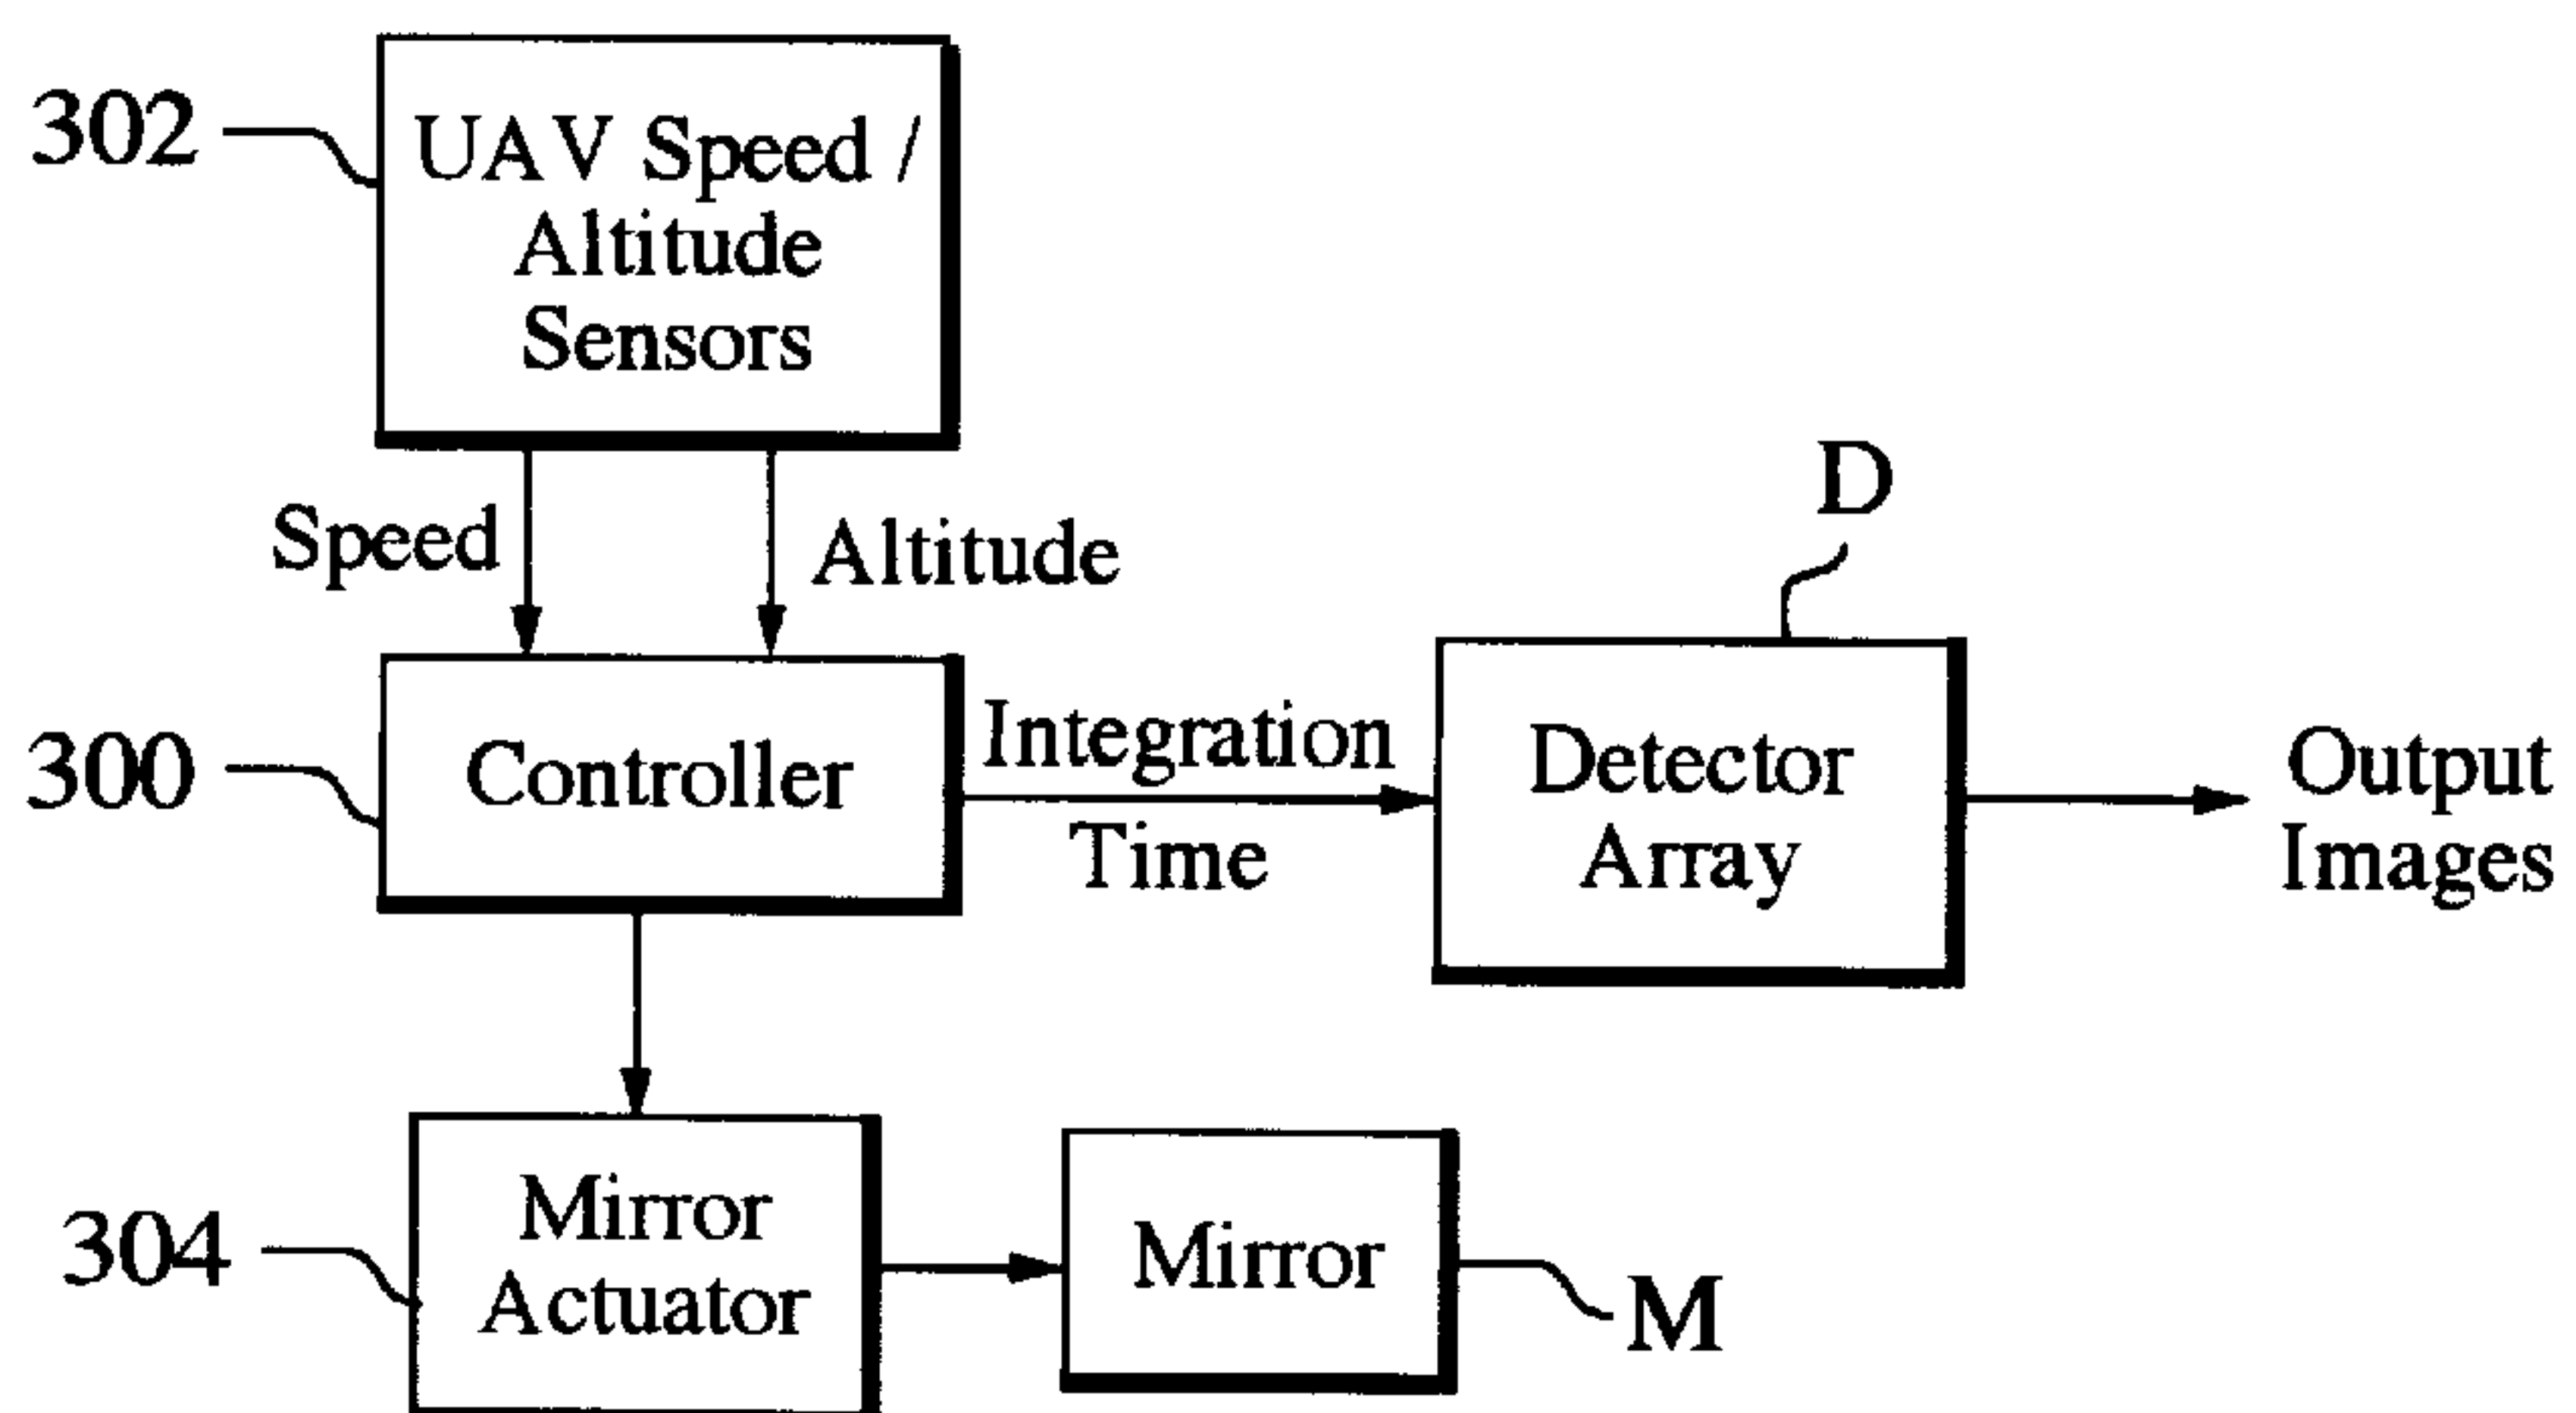 302
UAV Speed /
Altitude
Sensors
Speed
Altitude
D
300
Controller
Integration
Time
Detector
Array
Output
Images
304
Mirror
Actuator
Mirror
M